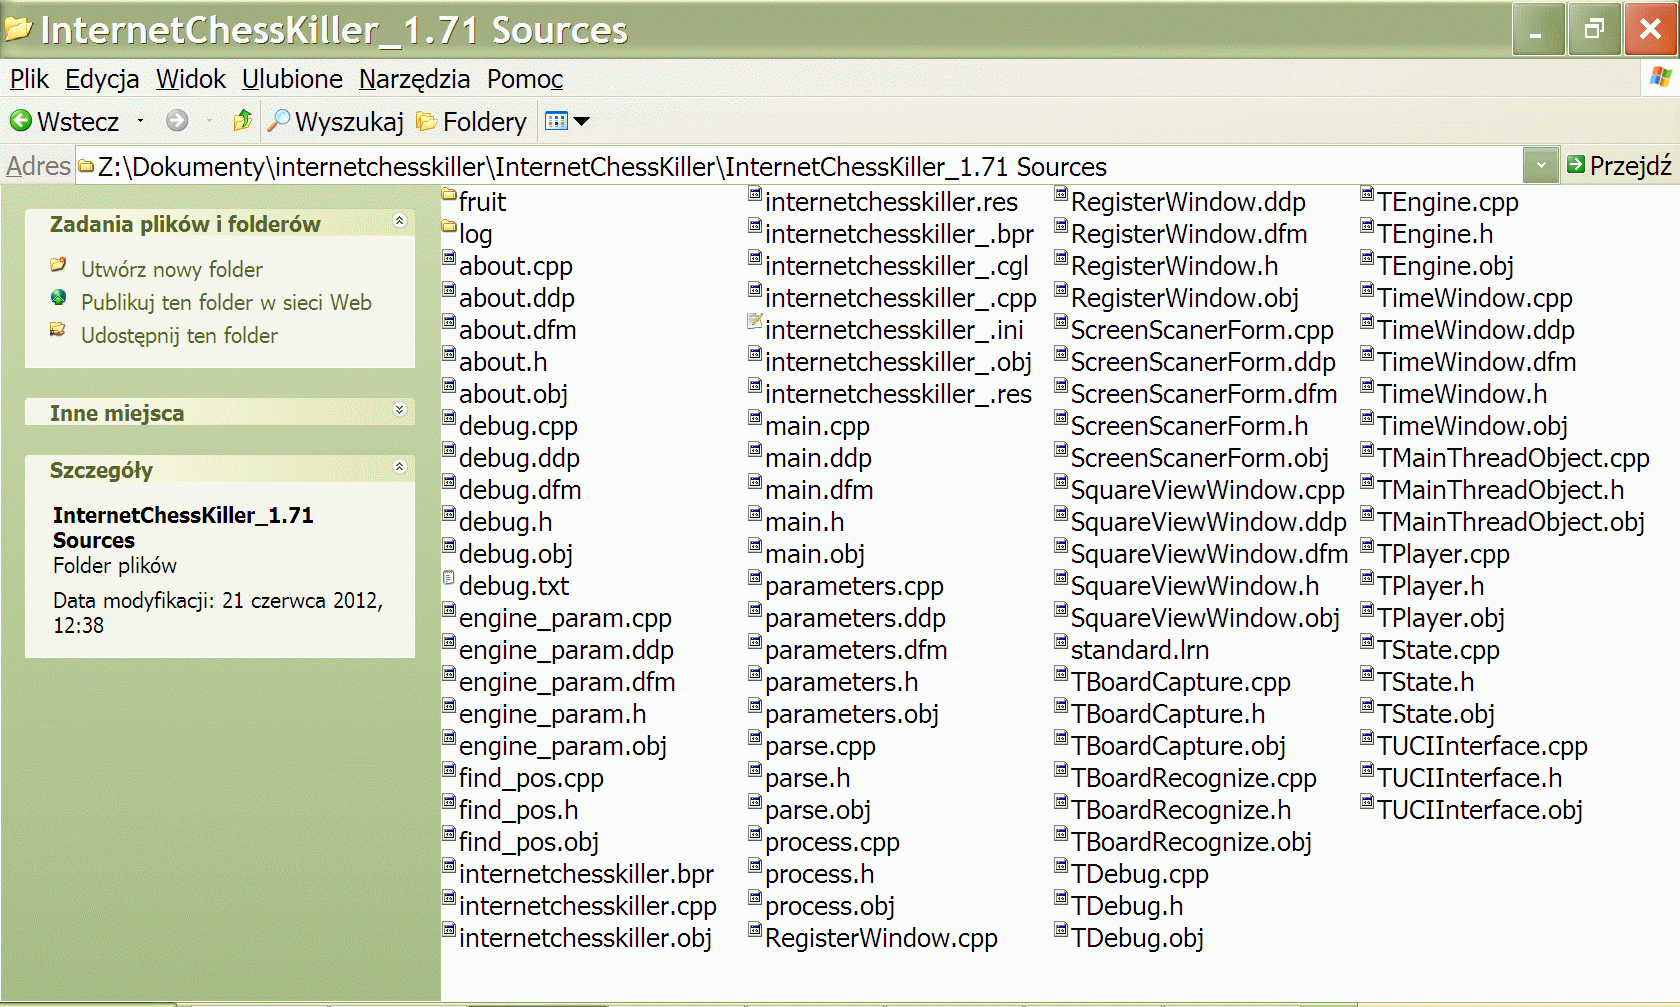 InternetChessKiller_1.71 Sources
Plik Edycja Widok Ulubione Narzędzia Pomoc
Wstecz Wyszukaj Foldery
Adres Z:\Dokumenty\internetchesskiller\InternetChessKiller\InternetChessKiller_1.71 Sources Przejdź
Zadania plików i folderów
Utwórz nowy folder
Publikuj ten folder w sieci Web
Udostępnij ten folder
Inne miejsca
Szczegóły
InternetChessKiller_1.71
Sources
Folder plików
Data modyfikacji: 21 czerwca 2012,
12:38
fruit
log
about.cpp
about.ddp
about.dfm
about.h
about.obj
debug.cpp
debug.ddp
debug.dfm
debug.h
debug.obj
debug.txt
engine_param.cpp
engine_param.ddp
engine_param.dfm
engine_param.h
engine_param.obj
find_pos.cpp
find_pos.h
find_pos.obj
internetchesskiller.bpr
internetchesskiller.cpp
internetchesskiller.obj
internetchesskiller.res
internetchesskiller_.bpr
internetchesskiller_.cgl
internetchesskiller_.cpp
internetchesskiller_.ini
internetchesskiller_.obj
internetchesskiller_.res
main.cpp
main.ddp
main.dfm
main.h
main.obj
parameters.cpp
parameters.ddp
parameters.dfm
parameters.h
parameters.obj
parse.cpp
parse.h
parse.obj
process.cpp
process.h
process.obj
RegisterWindow.cpp
RegisterWindow.ddp
RegisterWindow.dfm
RegisterWindow.h
RegisterWindow.obj
ScreenScanerForm.cpp
ScreenScanerForm.ddp
ScreenScanerForm.dfm
ScreenScanerForm.h
ScreenScanerForm.obj
SquareViewWindow.cpp
SquareViewWindow.ddp
SquareViewWindow.dfm
SquareViewWindow.h
SquareViewWindow.obj
standard.lrn
TBoardCapture.cpp
TBoardCapture.h
TBoardCapture.obj
TBoardRecognize.cpp
TBoardRecognize.h
TBoardRecognize.obj
TDebug.cpp
TDebug.h
TDebug.obj
TEngine.cpp
TEngine.h
TEngine.obj
TimeWindow.cpp
TimeWindow.ddp
TimeWindow.dfm
TimeWindow.h
TimeWindow.obj
TMainThreadObject.cpp
TMainThreadObject.h
TMainThreadObject.obj
TPlayer.cpp
TPlayer.h
TPlayer.obj
TState.cpp
TState.h
TState.obj
TUCIInterface.cpp
TUCIInterface.h
TUCIInterface.obj